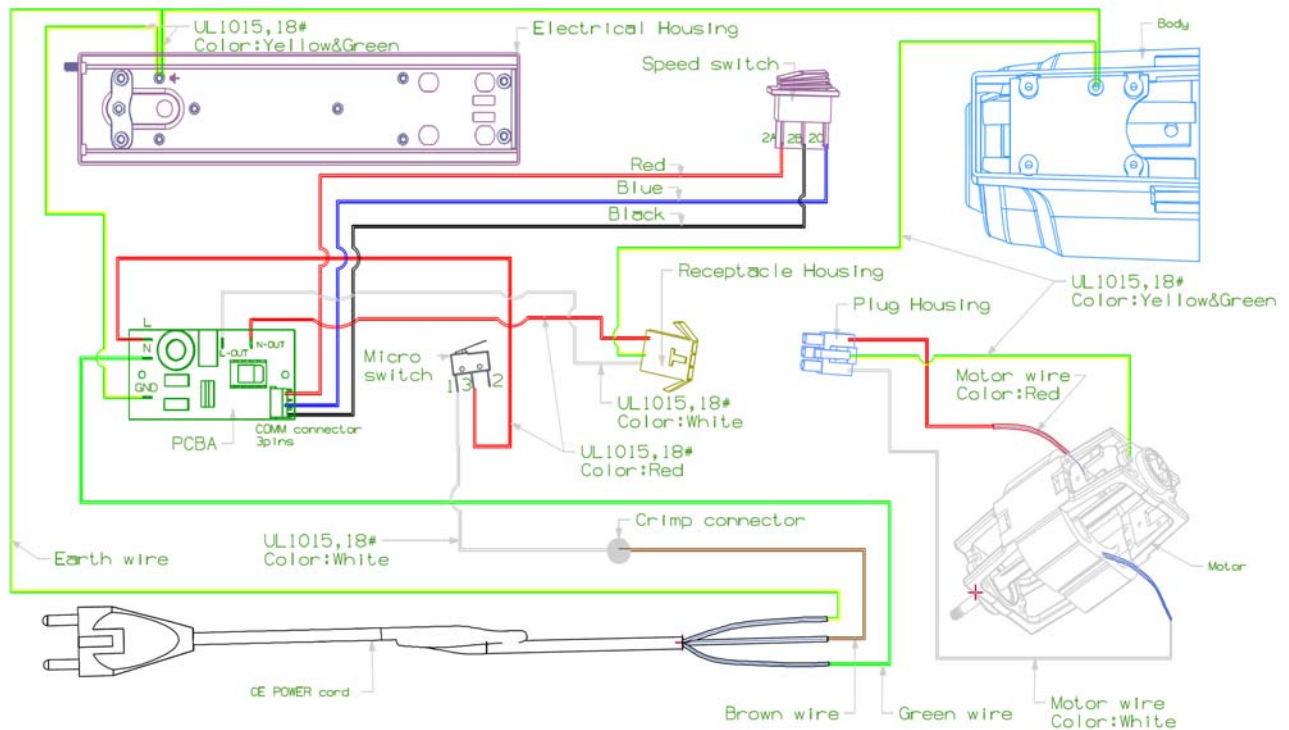 UL1015,18#
Color:Yellow&Green
Electrical Housing
Body
Speed switch
2A 2B 2C
Red
Blue
Black
Receptacle Housing
UL1015,18#
Color:Yellow&Green
Plug Housing
L
N
L-OUT
N-OUT
GND
Micro
switch
1 3 2
Motor wire
Color:Red
UL1015,18#
Color:White
COMM connector
3pins
PCBA
UL1015,18#
Color:Red
Crimp connector
UL1015,18#
Color:White
Earth wire
Motor
CE POWER cord
Brown wire
Green wire
Motor wire
Color:White